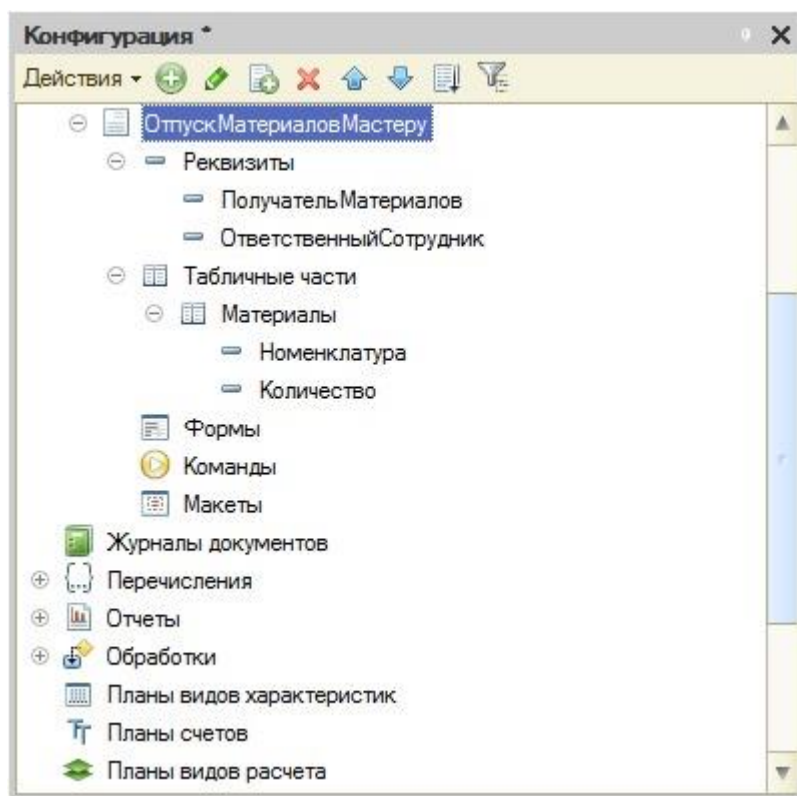 Конфигурация *
Действия
ОтпускМатериаловМастеру
Реквизиты
ПолучательМатериалов
ОтветственныйСотрудник
Табличные части
Материалы
Номенклатура
Количество
Формы
Команды
Макеты
Журналы документов
Перечисления
Отчеты
Обработки
Планы видов характеристик
Планы счетов
Планы видов расчета